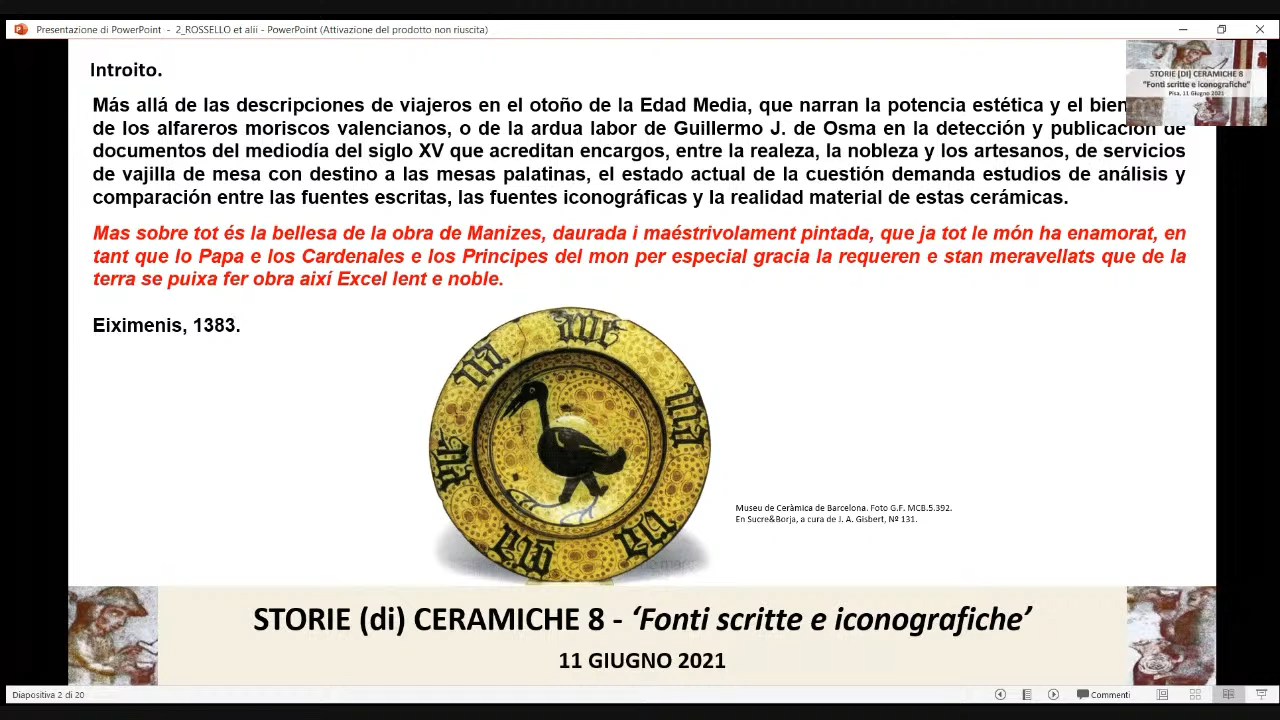 Presentazione di PowerPoint - 2_ROSSELLO et alii - PowerPoint (Attivazione del prodotto non riuscita)
STORIE (DI) CERAMICHE 8
"Fonti scritte e iconografiche"
Pisa, 11 Giugno 2021
Introito.
Más allá de las descripciones de viajeros en el otoño de la Edad Media, que narran la potencia estética y el bien
de los alfareros moriscos valencianos, o de la ardua labor de Guillermo J. de Osma en la detección y publicación de
documentos del mediodía del siglo XV que acreditan encargos, entre la realeza, la nobleza y los artesanos, de servicios
de vajilla de mesa con destino a las mesas palatinas, el estado actual de la cuestión demanda estudios de análisis y
comparación entre las fuentes escritas, las fuentes iconográficas y la realidad material de estas cerámicas.
Mas sobre tot és la bellesa de la obra de Manizes, daurada i maéstrivolament pintada, que ja tot le món ha enamorat, en
tant que lo Papa e los Cardenales e los Principes del mon per especial gracia la requeren e stan meravellats que de la
terra se puixa fer obra així Excel lent e noble.
Eiximenis, 1383.
aue
Museu de Ceràmica de Barcelona. Foto G.F. MCB.5.392.
En Sucre&Borja, a cura de J. A. Gisbert, Nº 131.
STORIE (di) CERAMICHE 8 - 'Fonti scritte e iconografiche'
11 GIUGNO 2021
Diapositiva 2 di 20
Commenti